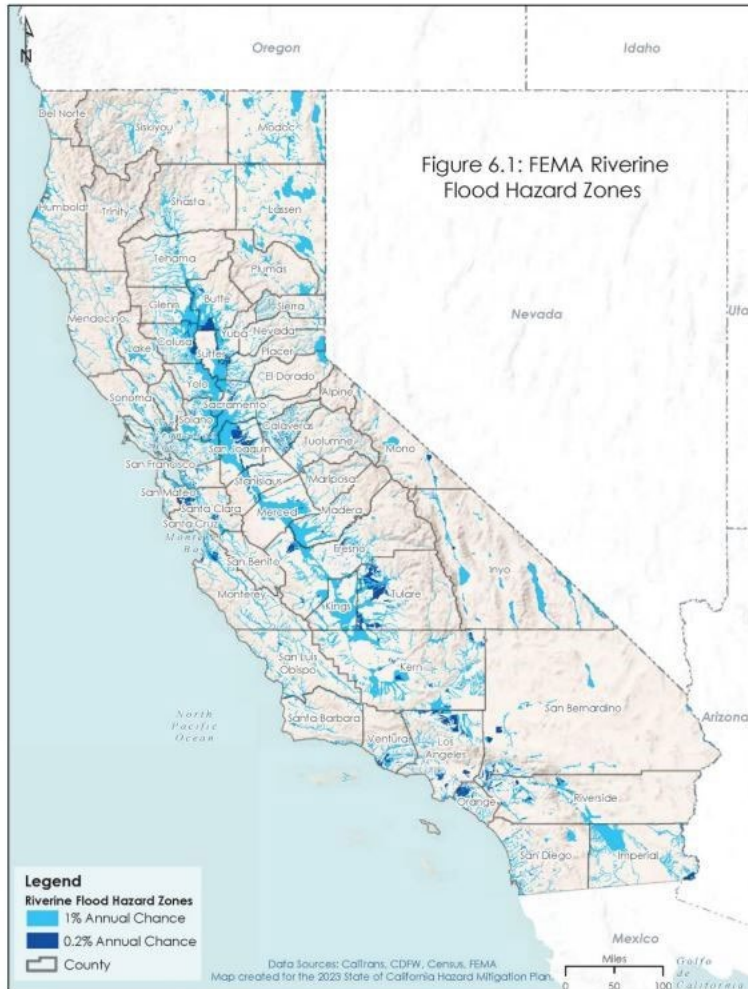 N
Oregon
Idaho
Figure 6.1: FEMA Riverine
Flood Hazard Zones
Del Norte
Siskiyou
Modoc
Humboldt
Trinity
Shasta
Lassen
Tehama
Plumas
Glenn
Butte
Sierra
Mendocino
Nevada
Utah
Colusa
Yuba
Nevada
Lake
Sutter
Placer
Yolo
El Dorado
Sonoma
Sacramento
Alpine
Solano
Calaveras
Tuolumne
Mono
San Joaquin
San Francisco
Stanislaus
Mariposa
San Mateo
Santa Clara
Merced
Madera
Santa Cruz
Fresno
San Benito
Inyo
Monterey
Kings
Tulare
San Luis
Obispo
Kern
San Bernardino
Arizona
North
Pacific
Ocean
Santa Barbara
Ventura
Los
Angeles
Orange
Riverside
San Diego
Imperial
Legend
Riverine Flood Hazard Zones
1% Annual Chance
0.2% Annual Chance
County
Mexico
Data Sources: CalTrans, CDFW, Census, FEMA
Map created for the 2023 State of California Hazard Mitigation Plan.
Miles
0 50 100
Golfo
de
California